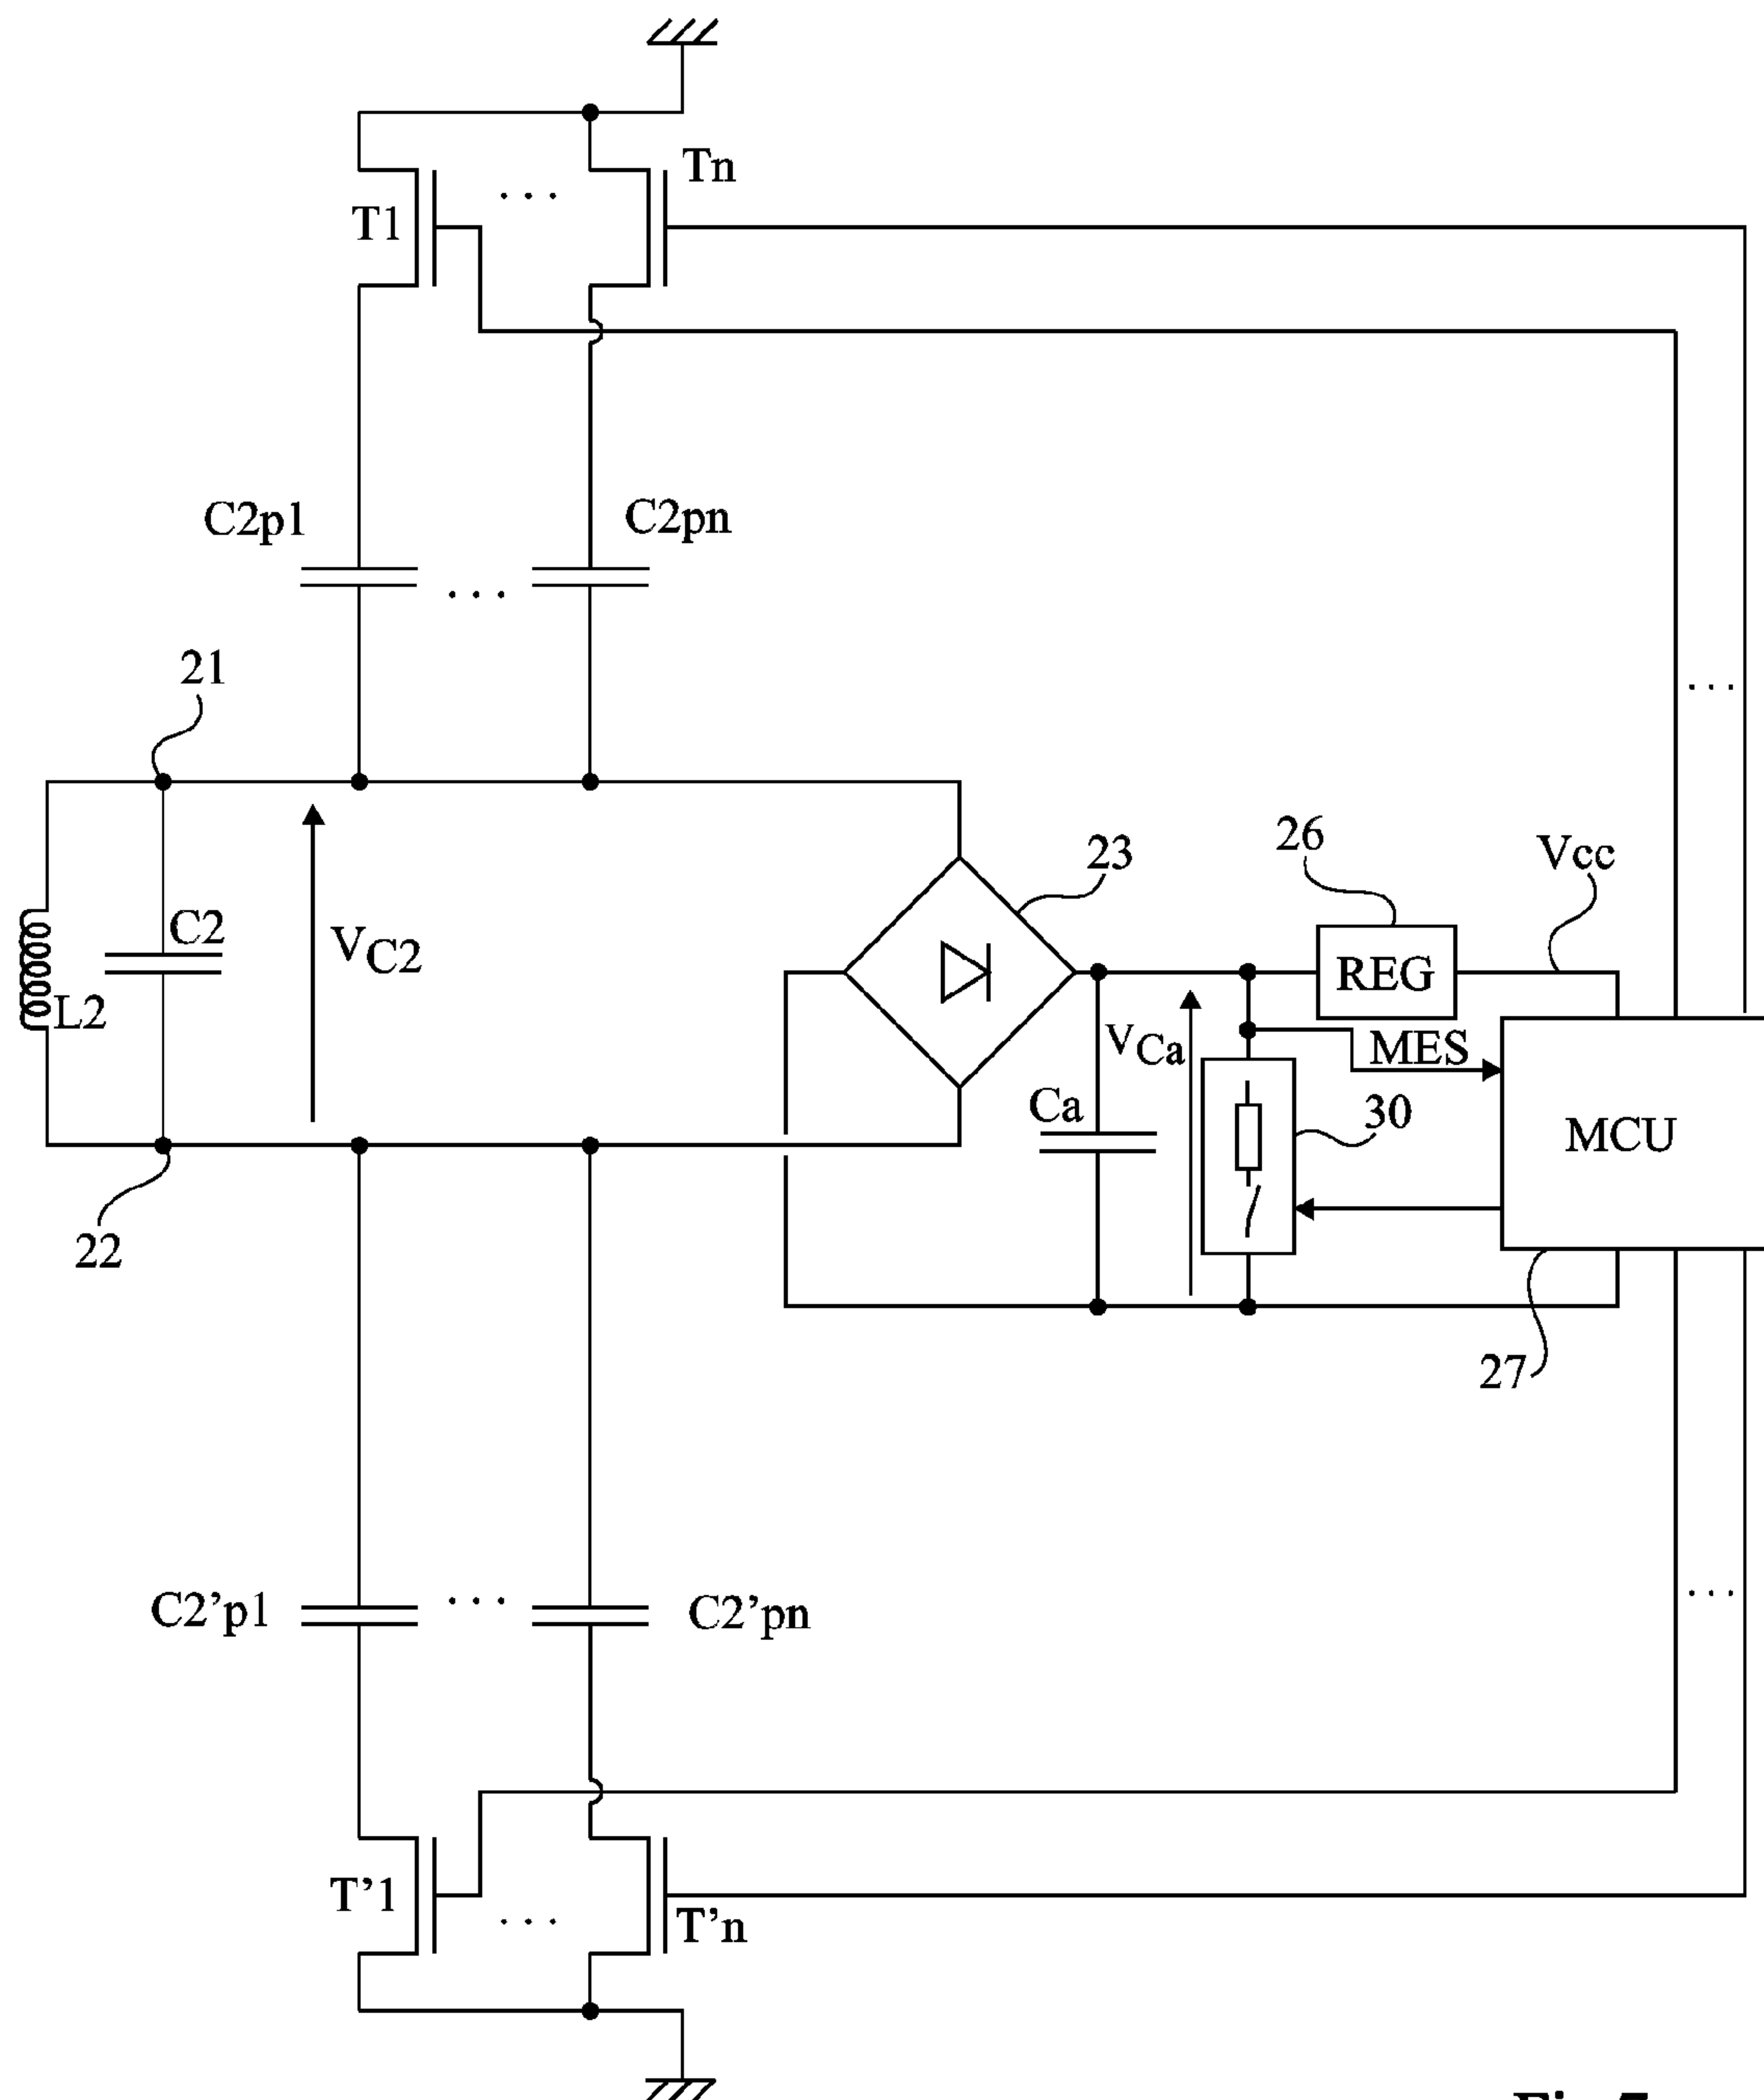 Tn
T1
. . .
C2p1
C2pn
. . .
21
. . .
23
26
Vcc
C2
VC2
REG
L2
VCa
MES
Ca
30
MCU
22
27
C2'p1
. . .
C2'pn
. . .
T'1
. . .
T'n